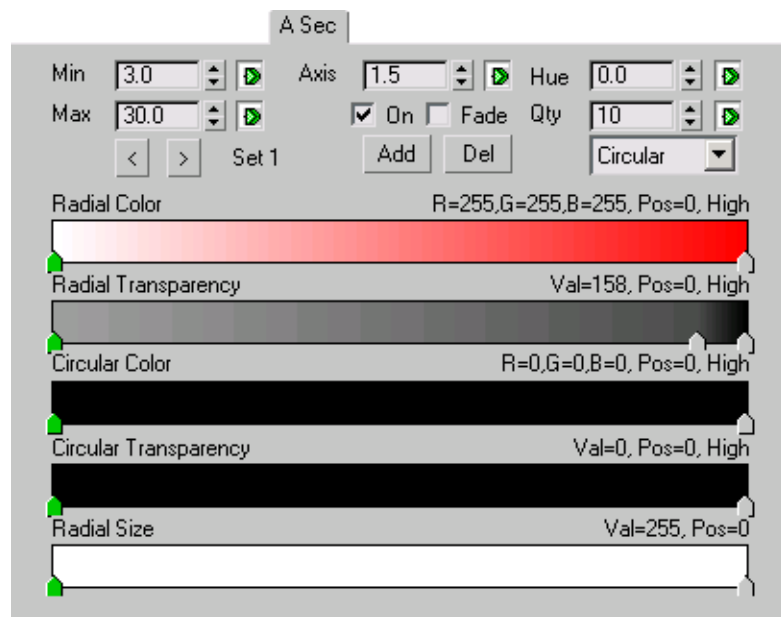 A Sec
Min 3.0 Axis 1.5 Hue 0.0
Max 30.0 On Fade Qty 10
< > Set 1 Add Del Circular
Radial Color R=255,G=255,B=255, Pos=0, High
Radial Transparency Val=158, Pos=0, High
Circular Color R=0,G=0,B=0, Pos=0, High
Circular Transparency Val=0, Pos=0, High
Radial Size Val=255, Pos=0